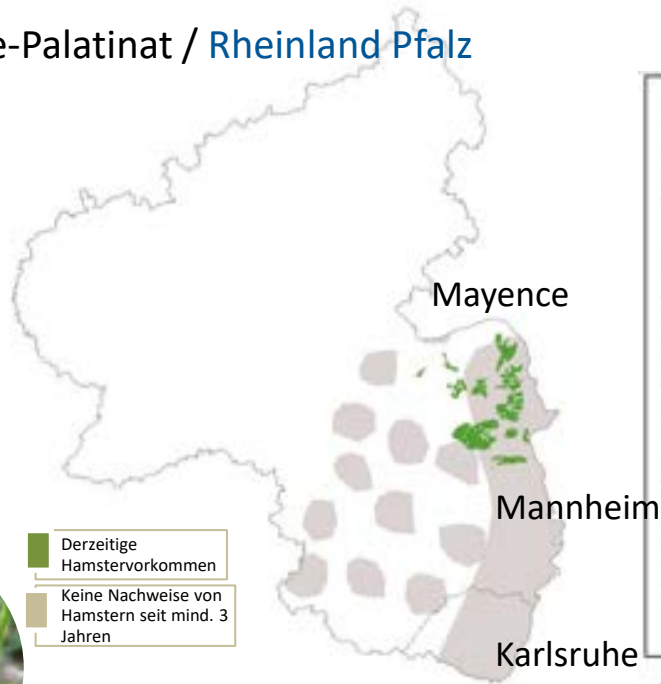 e-Palatinat / Rheinland Pfalz
Mayence
Mannheim
Derzeitige
Hamstervorkommen
Keine Nachweise von
Hamstern seit mind. 3
Jahren
Karlsruhe